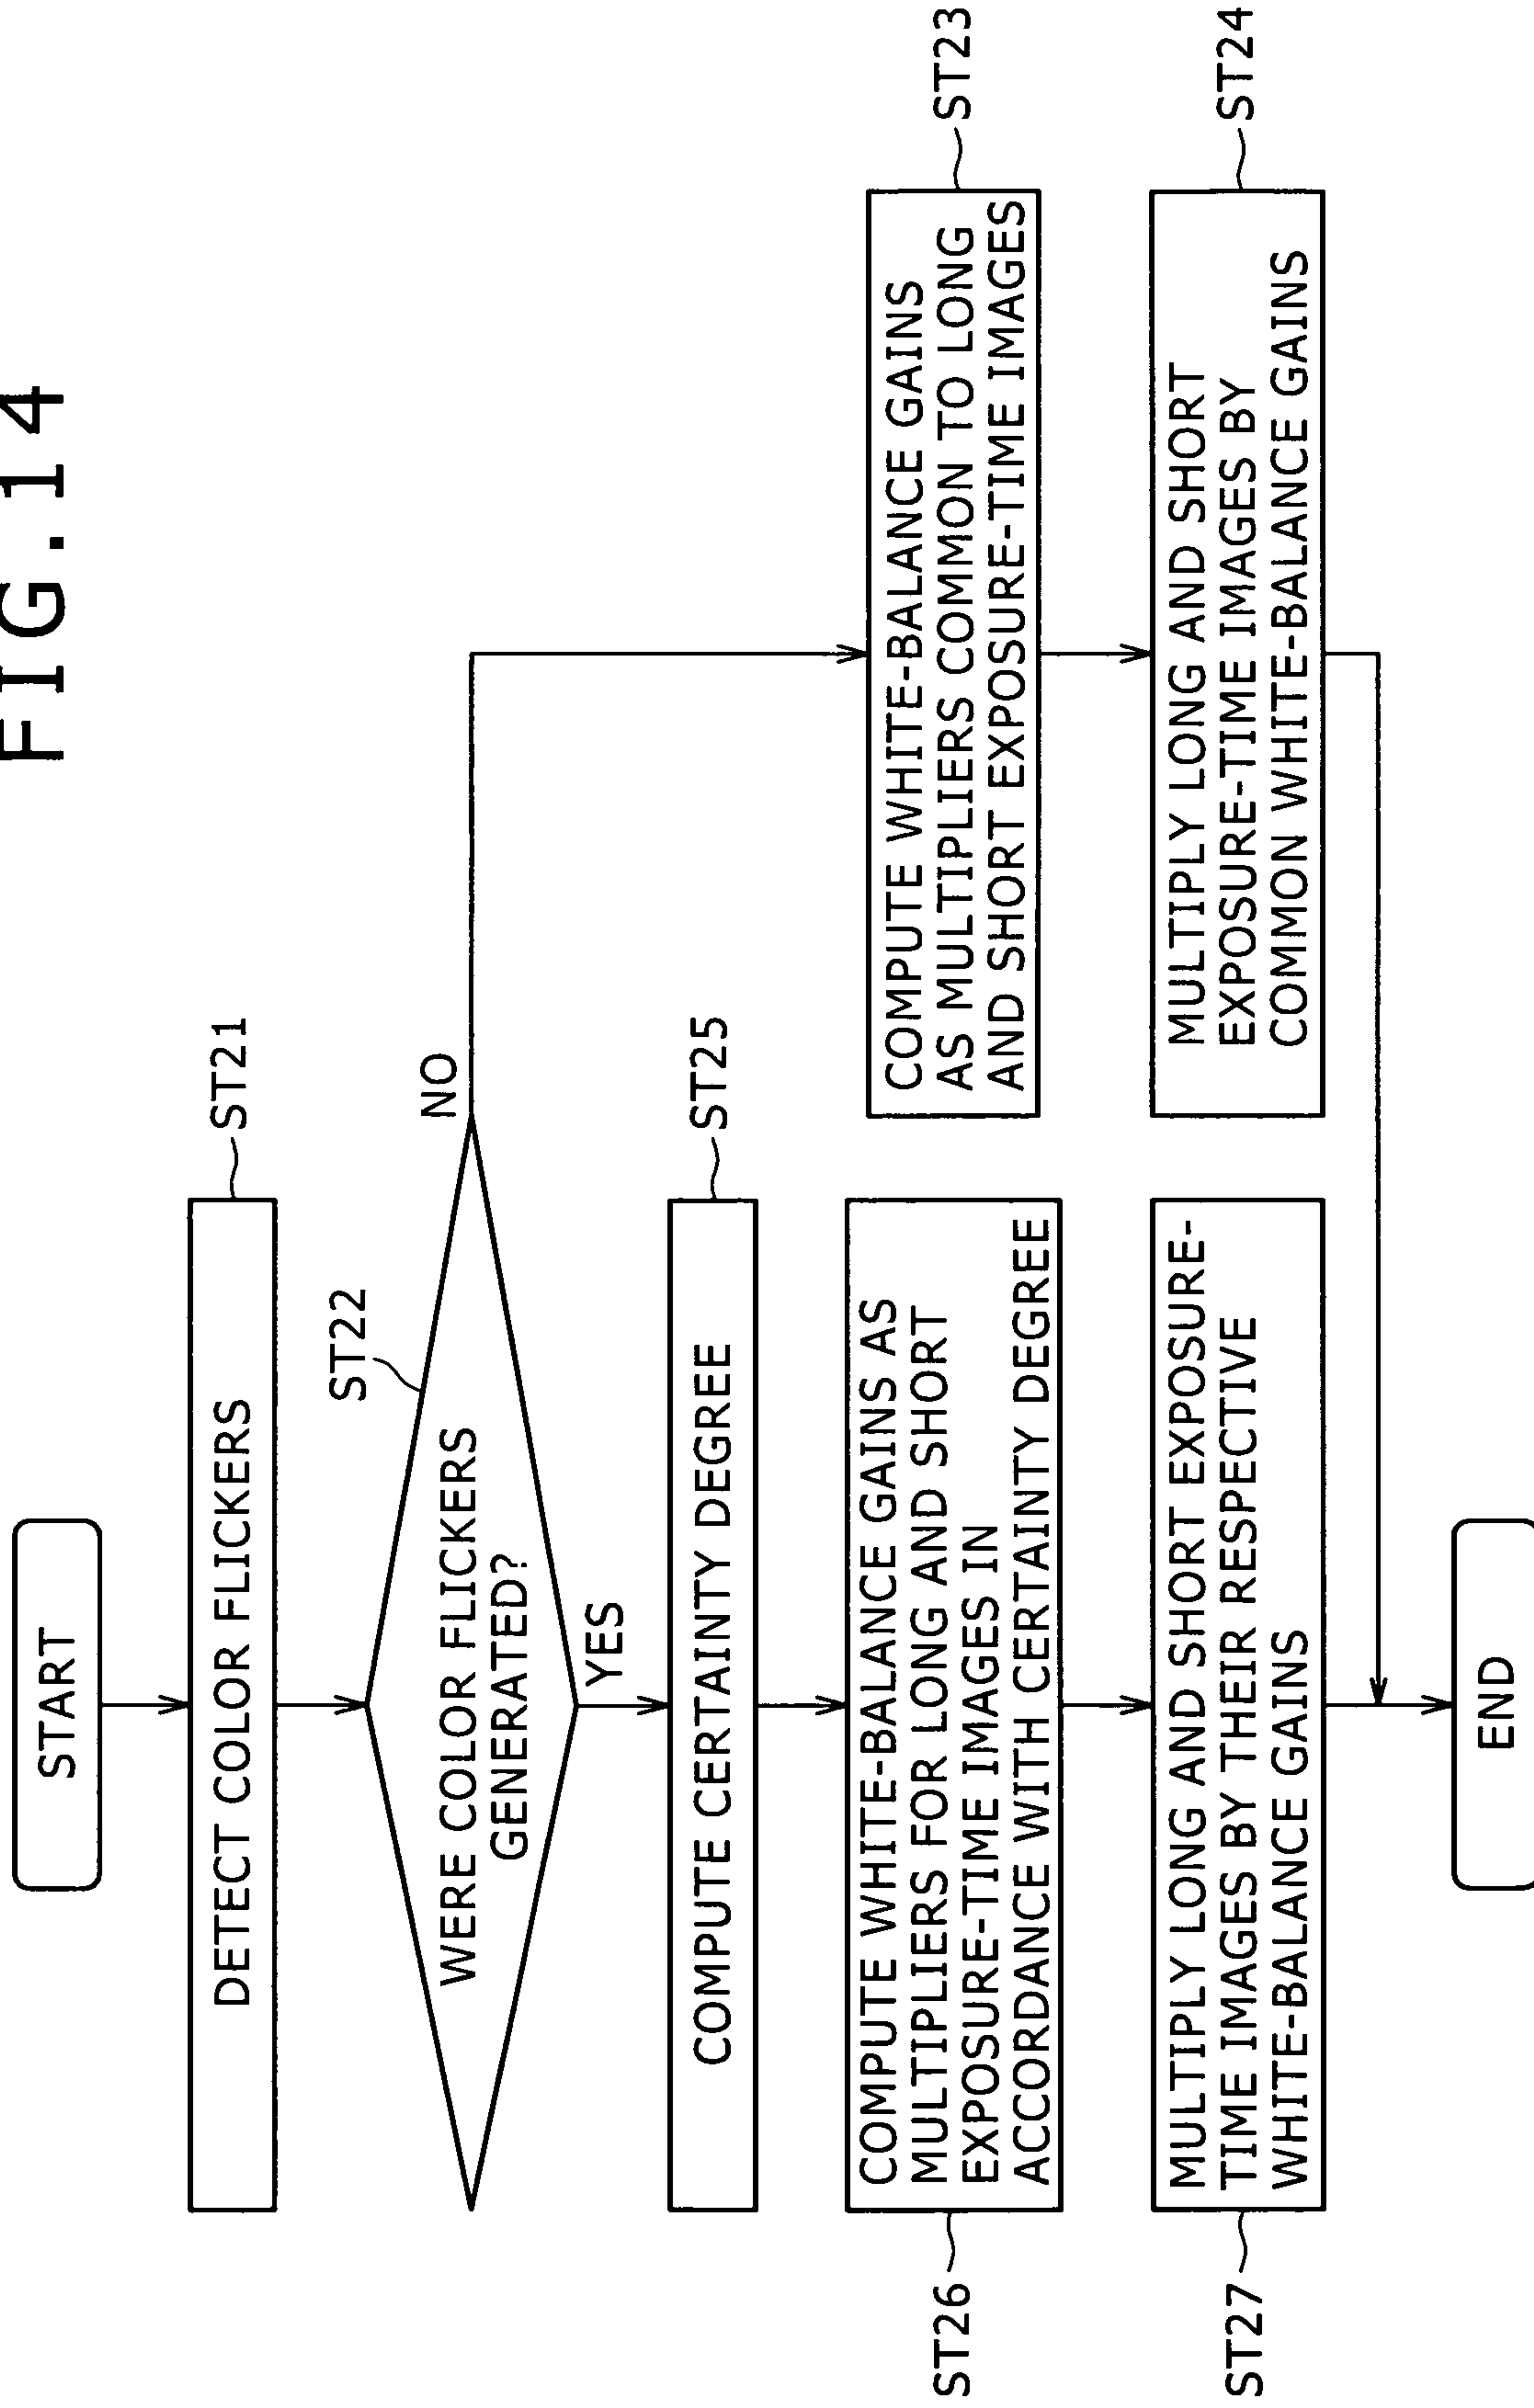 FIG.14
START
DETECT COLOR FLICKERS
ST21
ST22
WERE COLOR FLICKERS
GENERATED?
NO
YES
COMPUTE CERTAINTY DEGREE
ST25
COMPUTE WHITE-BALANCE GAINS AS
MULTIPLIERS FOR LONG AND SHORT
EXPOSURE-TIME IMAGES IN
ACCORDANCE WITH CERTAINTY DEGREE
ST26
COMPUTE WHITE-BALANCE GAINS
AS MULTIPLIERS COMMON TO LONG
AND SHORT EXPOSURE-TIME IMAGES
ST23
MULTIPLY LONG AND SHORT EXPOSURE-
TIME IMAGES BY THEIR RESPECTIVE
WHITE-BALANCE GAINS
ST27
MULTIPLY LONG AND SHORT
EXPOSURE-TIME IMAGES BY
COMMON WHITE-BALANCE GAINS
ST24
END